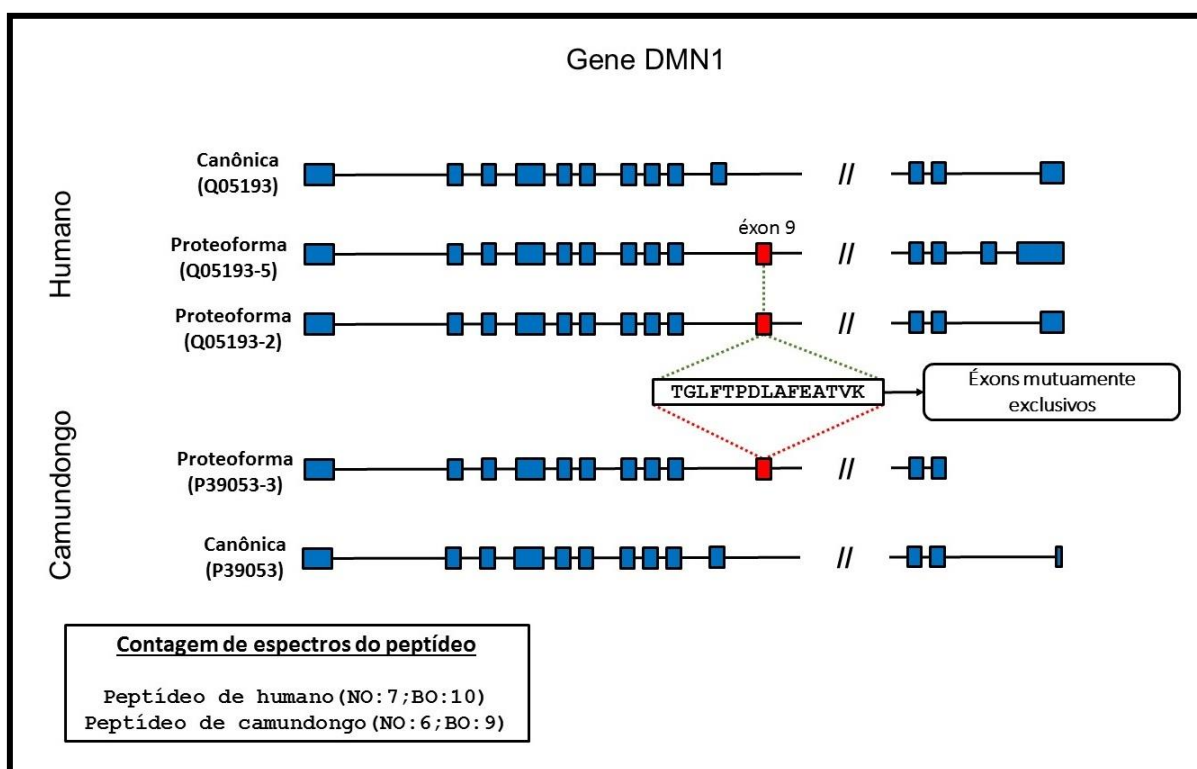 Gene DMN1
Humano
Canônica
(Q05193)
Proteoforma
(Q05193-5)
éxon 9
//
Proteoforma
(Q05193-2)
//
//
TGLFTPDLAFEATVK
Éxons mutuamente
exclusivos
Camundongo
Proteoforma
(P39053-3)
//
Canônica
(P39053)
//
Contagem de espectros do peptídeo
Peptídeo de humano(NO:7;BO:10)
Peptídeo de camundongo(NO:6;BO:9)